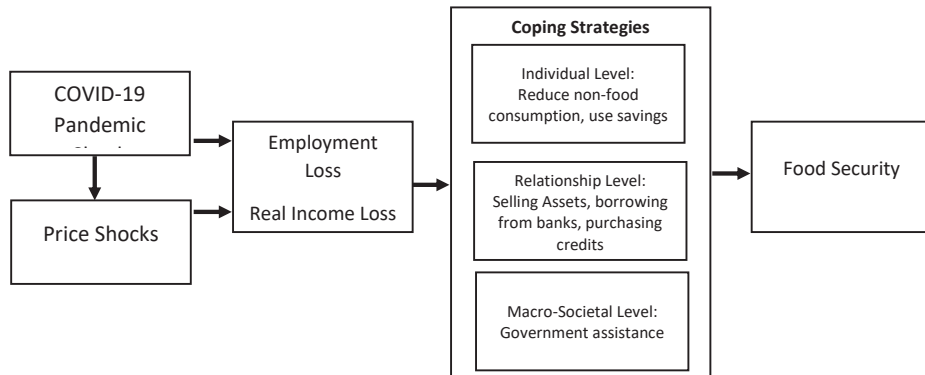 Coping Strategies
Individual Level:
Reduce non-food
consumption, use savings
COVID-19
Pandemic
Employment
Loss
Real Income Loss
Price Shocks
Relationship Level:
Selling Assets, borrowing
from banks, purchasing
credits
Macro-Societal Level:
Government assistance
Food Security